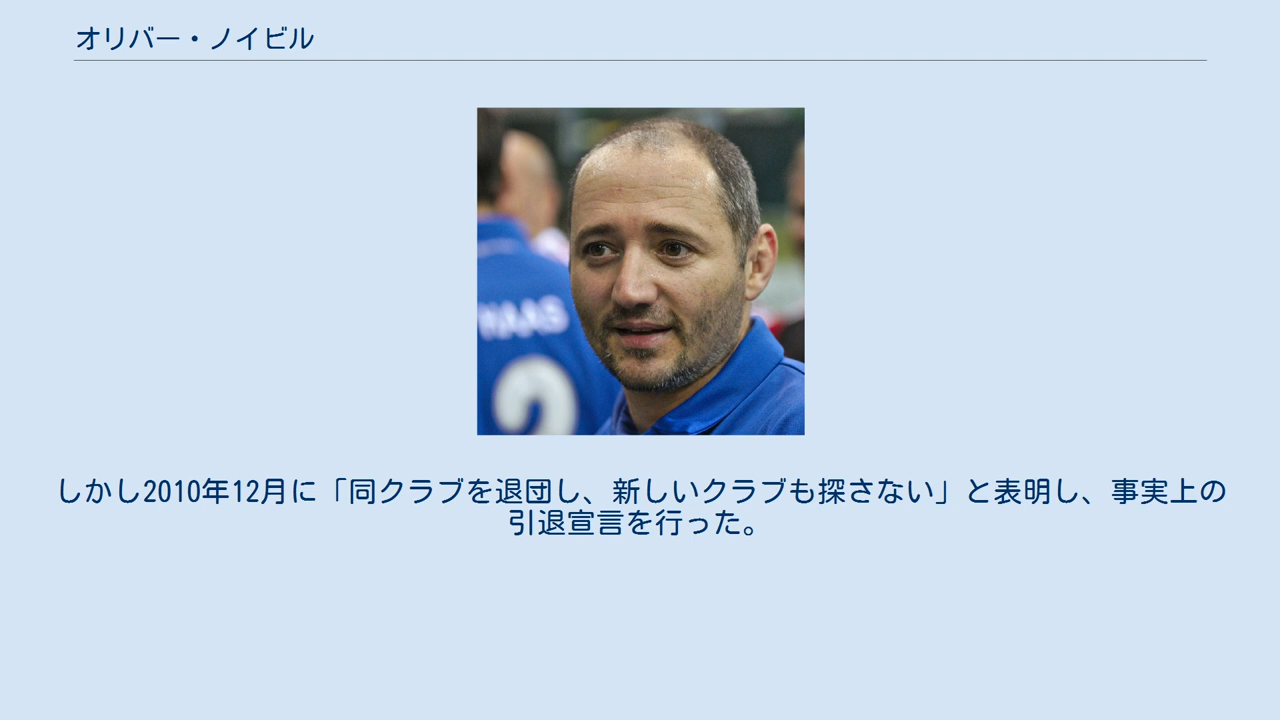 オリバー・ノイビル
HAAS
2
しかし2010年12月に「同クラブを退団し、新しいクラブも探さない」と表明し、事実上の
引退宣言を行った。